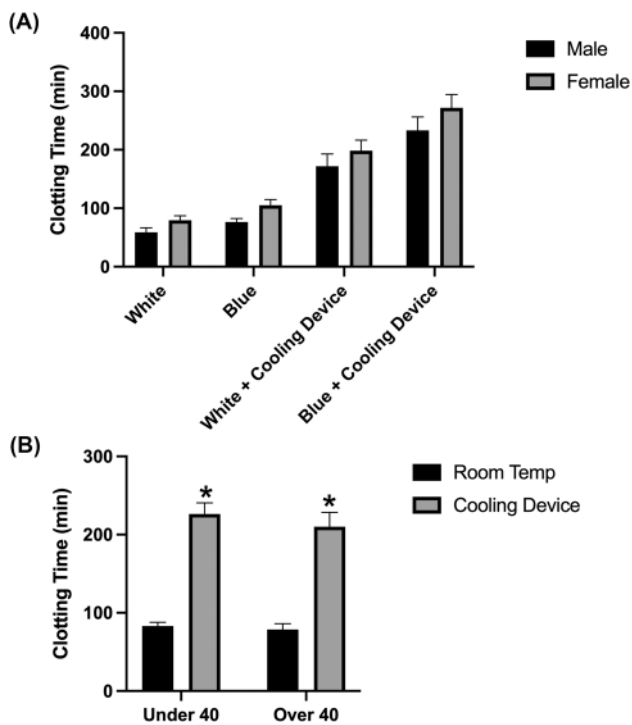 (A)
400
300
200
100
0
Clotting Time (min)
White
Blue
White + Cooling Device
Blue + Cooling Device
Male
Female
(B)
300
200
100
0
Clotting Time (min)
*
*
Under 40
Over 40
Room Temp
Cooling Device